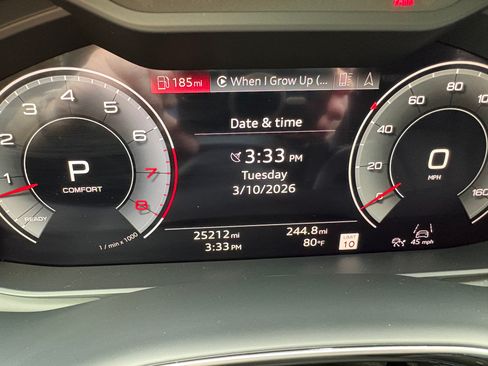 185mi
When I Grow Up (...
Date & time
3:33 PM
Tuesday
3/10/2026
1 2 3 4 5 6 7 8
P
COMFORT
READY
1 / min x 1000
0
MPH
0 40 60 80 100 160
25212mi 244.8mi
3:33 PM 80°F
LIMIT
10
45 mph